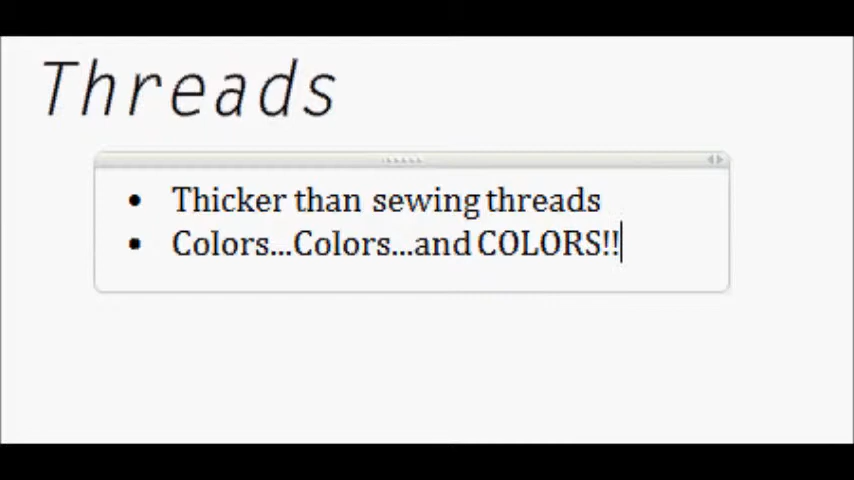 Threads
• Thicker than sewing threads
• Colors...Colors...and COLORS!!